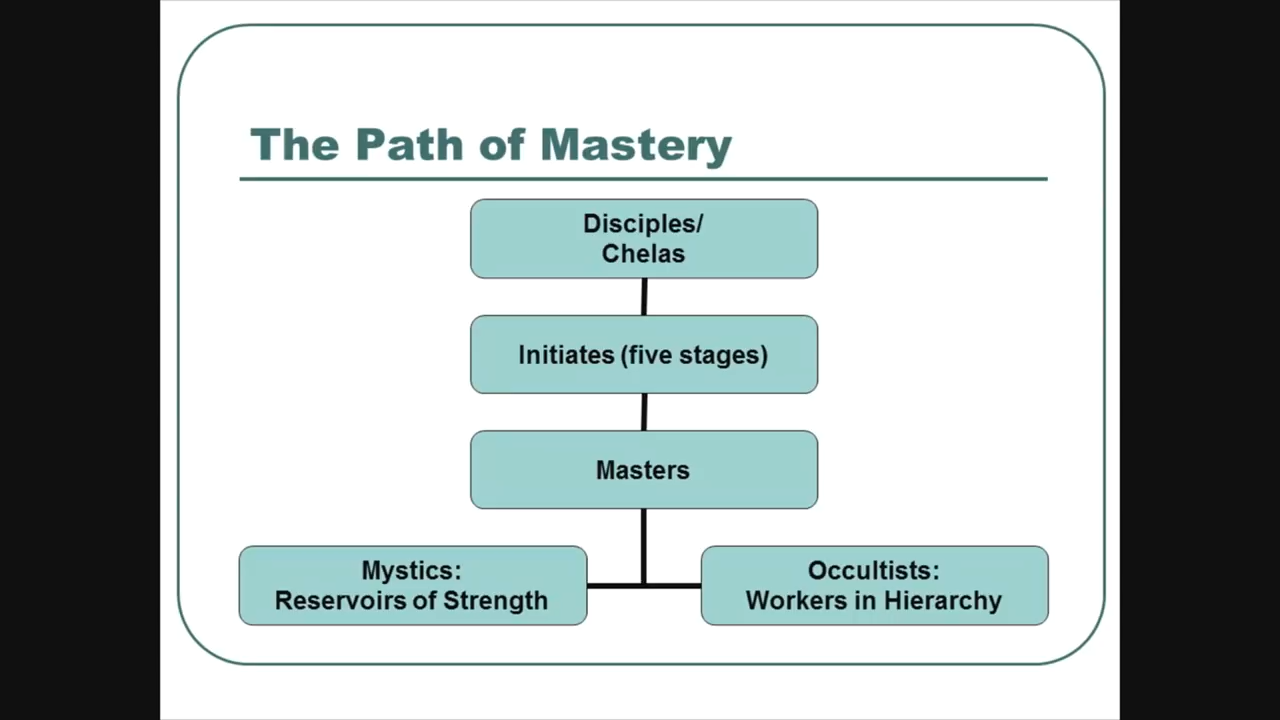 The Path of Mastery
Disciples/
Chelas
Initiates (five stages)
Masters
Mystics:
Reservoirs of Strength
Occultists:
Workers in Hierarchy